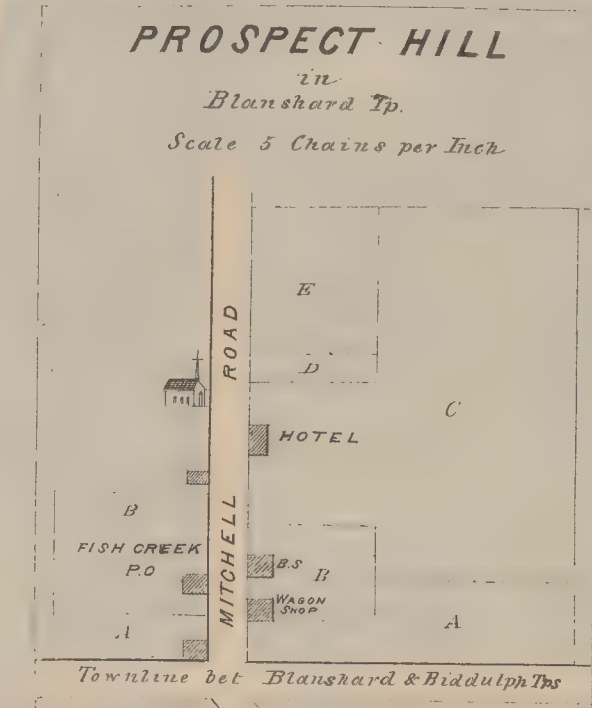 PROSPECT HILL
in
Blanshard Tp.
Scale 5 Chains per Inch
E
D
C
MITCHELL ROAD
HOTEL
B
FISH CREEK
P.O
B.S
B
WAGON
SHOP
A
A
Townline bet Blanshard & Biddulph Tps